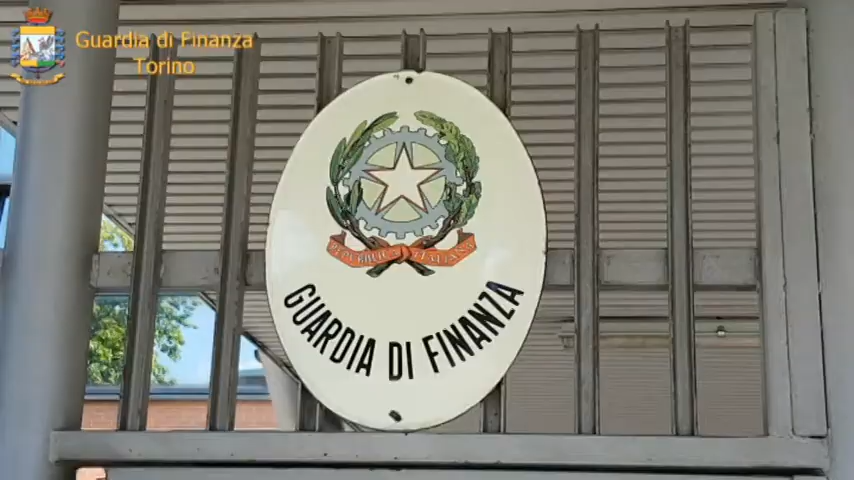 Guardia di Finanza
Torino
REPUBBLICA ITALIANA
GUARDIA DI FINANZA